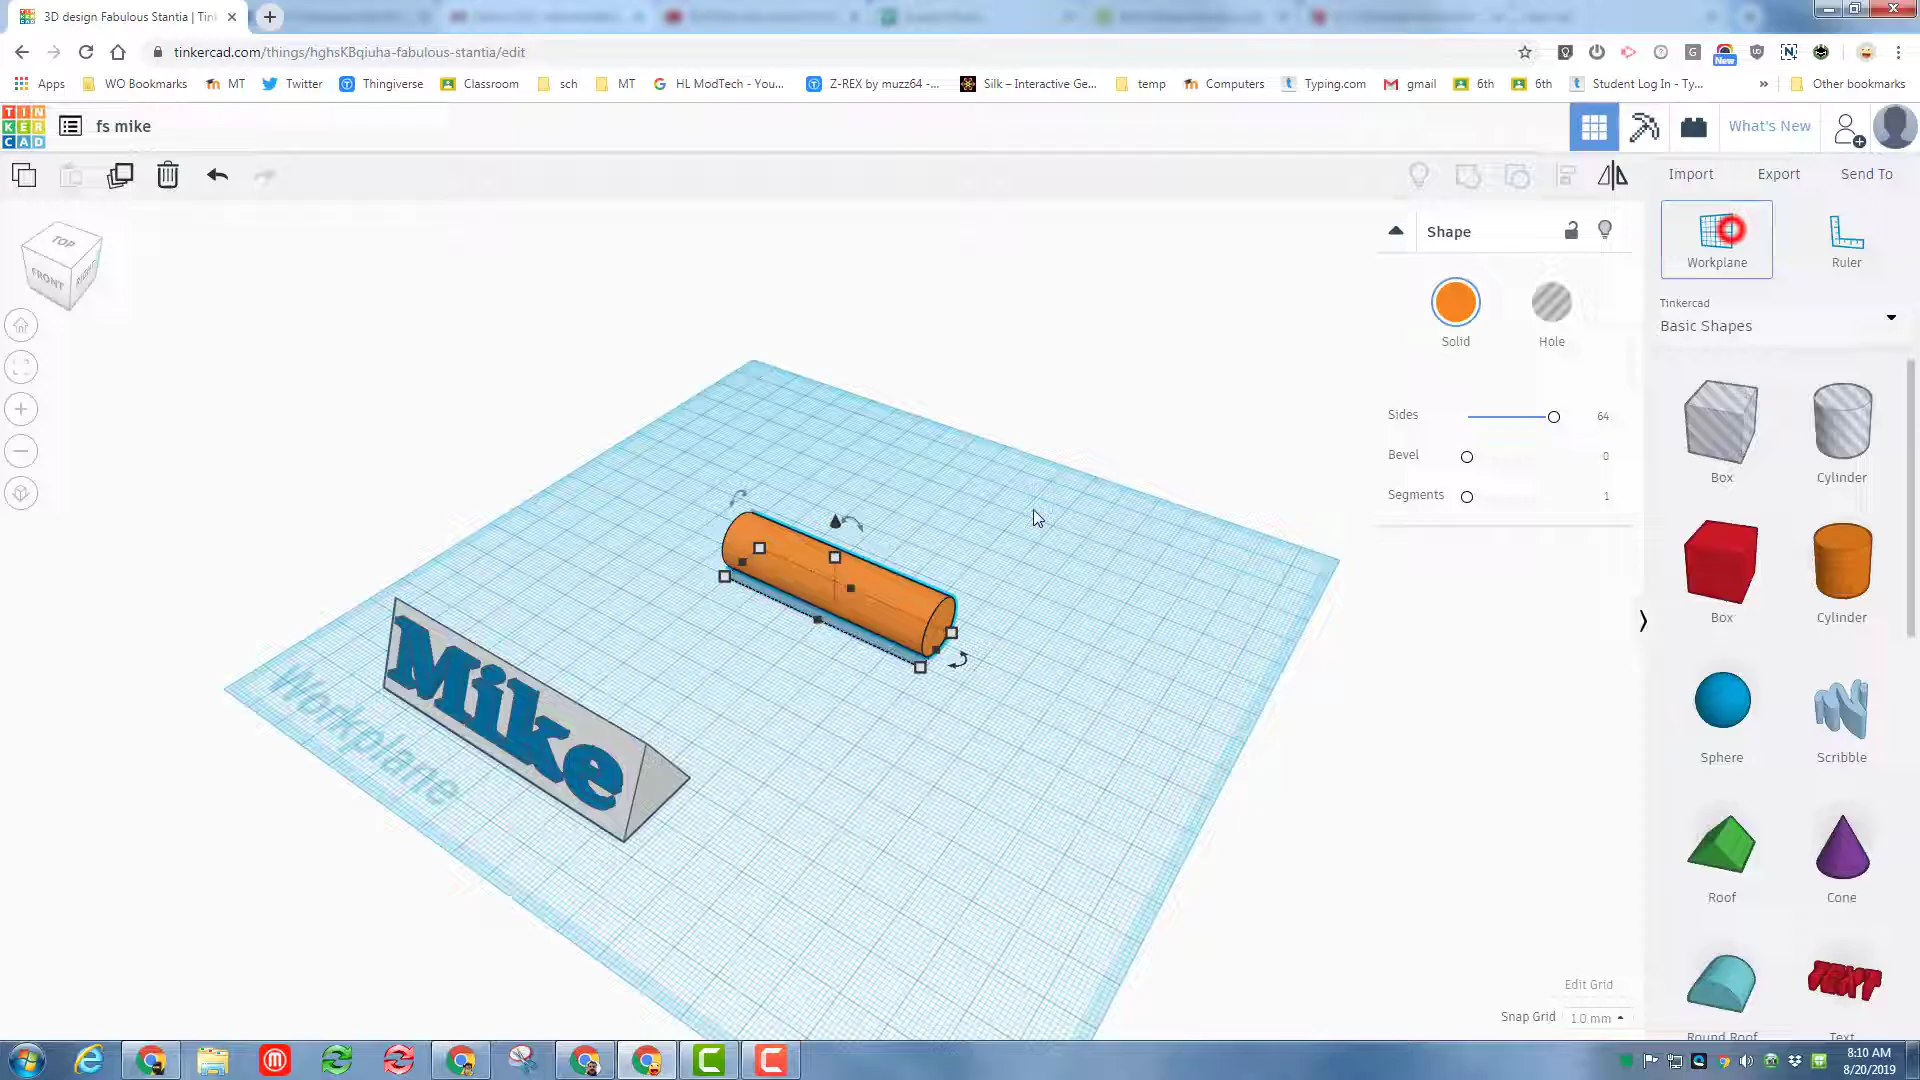 3D design Fabulous Stantia | Tink
tinkercad.com/things/hghsKBqiuha-fabulous-stantia/edit
New
Apps WO Bookmarks MT Twitter Thingiverse Classroom sch MT HL ModTech - You... Z-REX by muzz64 -... Silk – Interactive Ge... temp Computers Typing.com gmail 6th 6th Student Log In - Ty... » Other bookmarks
TIN
KER
CAD
fs mike
What's New
Import Export Send To
TOP
FRONT
RIGHT
Shape
Workplane
Ruler
Solid
Hole
Tinkercad
Basic Shapes
Sides 64
Bevel 0
Segments 1
Box
Cylinder
Box
Cylinder
Sphere
Scribble
Roof
Cone
Round Roof
TEXT
Text
Mike
Workplane
Edit Grid
Snap Grid 1.0 mm
8:10 AM
8/20/2019